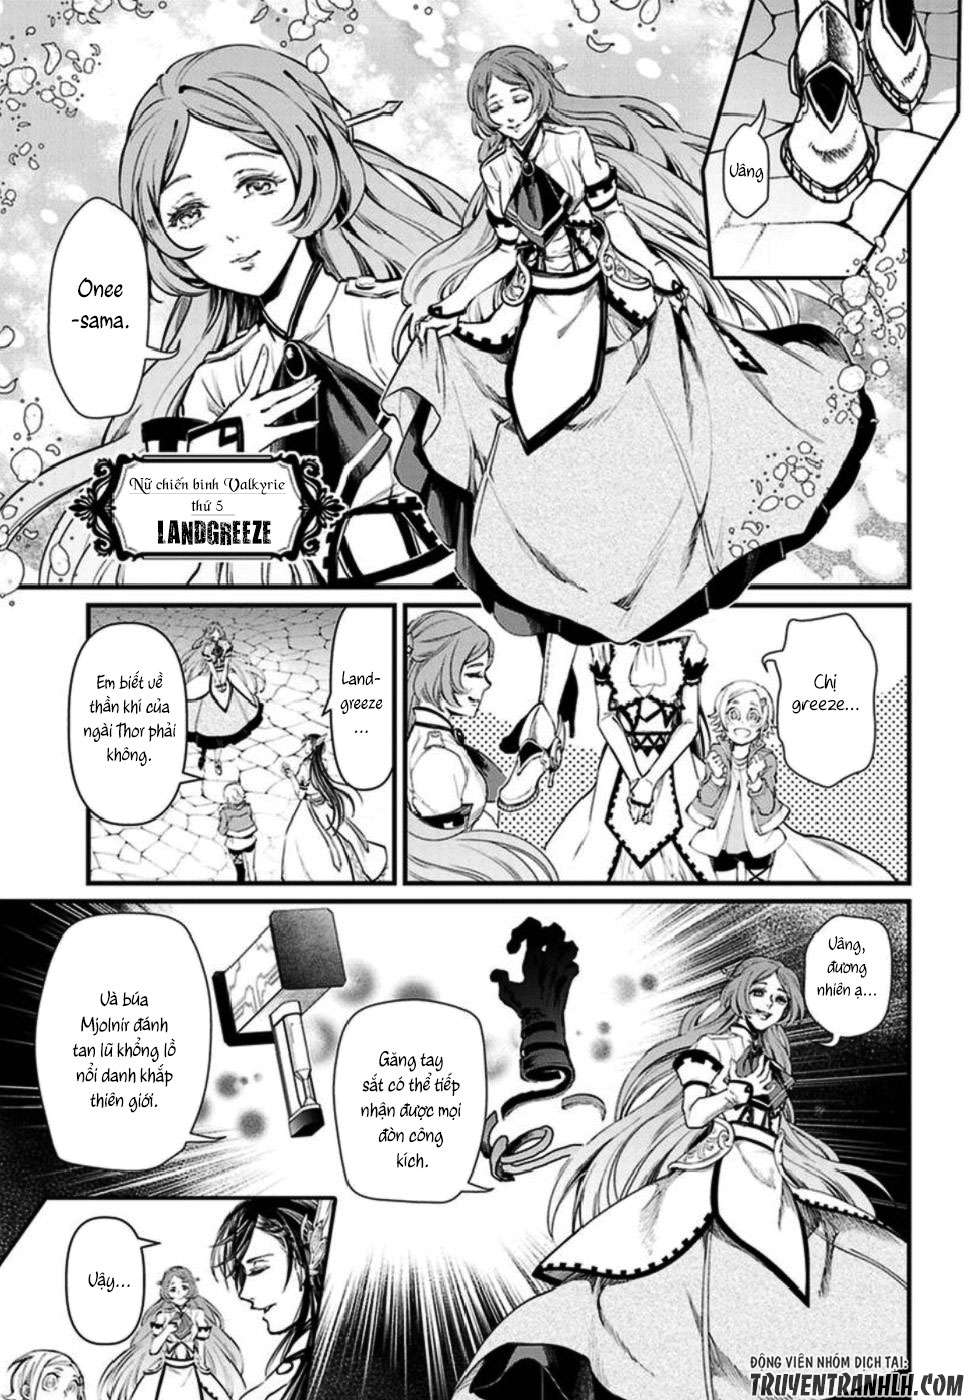 Vâng
Onee
-sama.
Nữ chiến binh Valkyrie
thứ 5
LANDGREEZE
Chị
greeze...
Land-
greeze
...
Em biết về
thần khí của
ngài Thor phải
không.
Vâng,
đương
nhiên ạ...
Găng tay
sắt có thể tiếp
nhận được mọi
đòn công
kích.
Và búa
Mjolnir đánh
tan lũ khổng lồ
nổi danh khắp
thiên giới.
Vậy...
ĐỘNG VIÊN NHÓM DỊCH TẠI:
TRUYENTRANHLH.COM